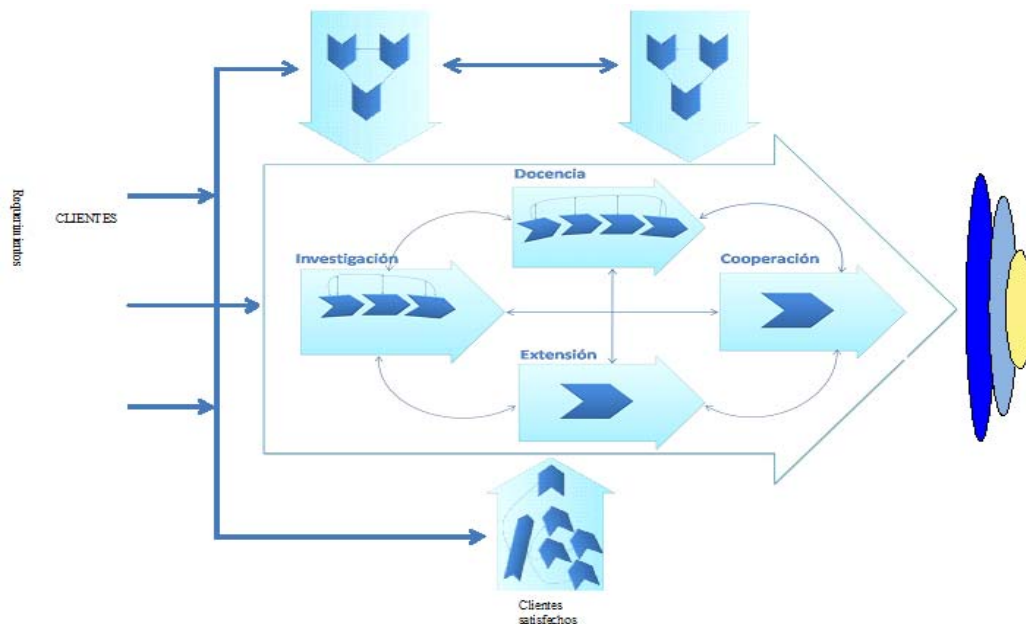 Docencia
Investigación
Cooperación
Extensión
Requerimientos
CLIENTES
Clientes
satisfechos